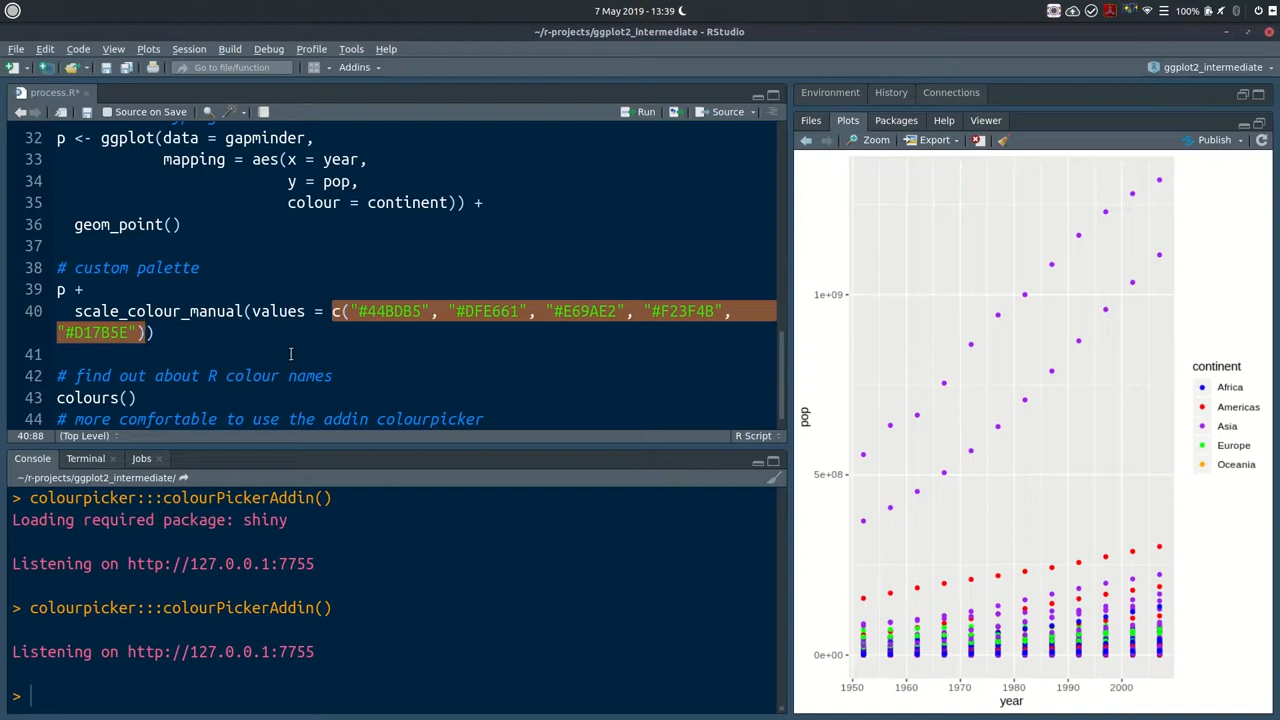 7 May 2019 - 13:39
100%
~/r-projects/ggplot2_intermediate - RStudio
File Edit Code View Plots Session Build Debug Profile Tools Help
Go to file/function Addins ggplot2_intermediate
process.R*
Source on Save Run Source
32 p <- ggplot(data = gapminder,
33 mapping = aes(x = year,
34 y = pop,
35 colour = continent)) +
36 geom_point()
37
38 # custom palette
39 p +
40 scale_colour_manual(values = c("#44BDB5", "#DFE661", "#E69AE2", "#F23F4B",
"#D17B5E"))
41
42 # find out about R colour names
43 colours()
44 # more comfortable to use the addin colourpicker
40:88 (Top Level) R Script
Console Terminal Jobs
~/r-projects/ggplot2_intermediate/
> colourpicker:::colourPickerAddin()
Loading required package: shiny
Listening on http://127.0.0.1:7755
> colourpicker:::colourPickerAddin()
Listening on http://127.0.0.1:7755
>
Environment History Connections
Files Plots Packages Help Viewer
Zoom Export Publish
1e+09
5e+08
0e+00
pop
1950 1960 1970 1980 1990 2000
year
continent
Africa
Americas
Asia
Europe
Oceania